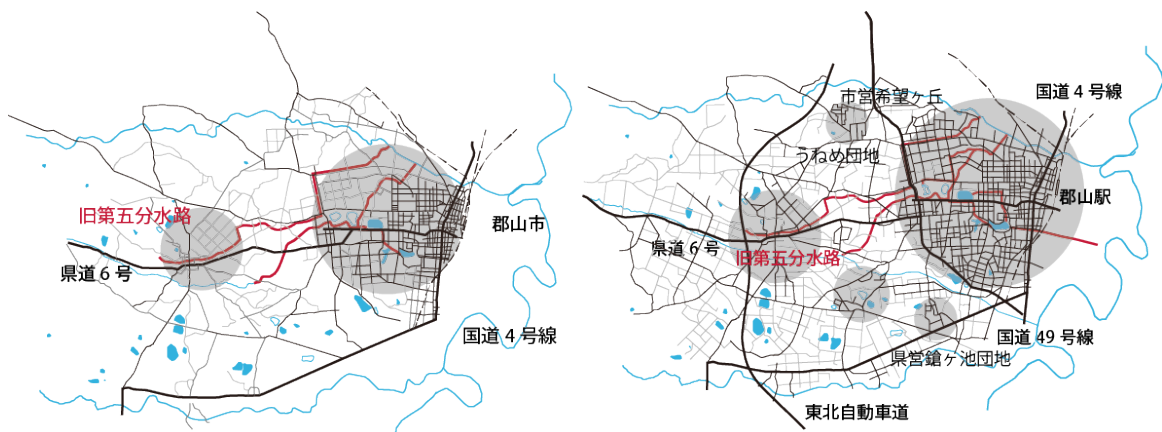 旧第五分水路
郡山市
県道6号
国道4号線
市営希望ヶ丘
国道4号線
うねめ団地
郡山駅
県道6号
旧第五分水路
国道49号線
県営鎗ヶ池団地
東北自動車道